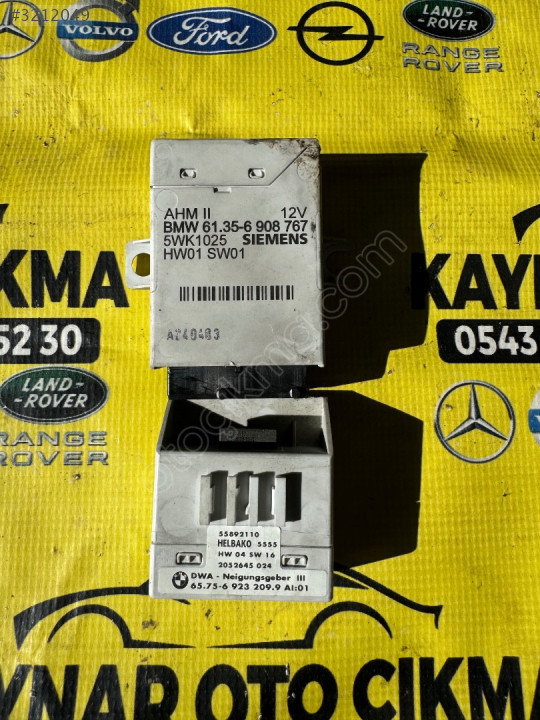 #3212049
VOLVO
Ford
LAND-
ROVER
RANGE
ROVER
AHM II 12V
BMW 61.35-6 908 767
5WK1025 SIEMENS
HW01 SW01
A240483
KMA
5 52 30
KAY
0543
LAND-
ROVER
RANGE
ROVER
55892110
HELBAKO 5555
HW 04 SW 16
2052645 024
DWA - Neigungsgeber III
65.75-6 923 209.9 AI:01
YNAR OTO CIKM